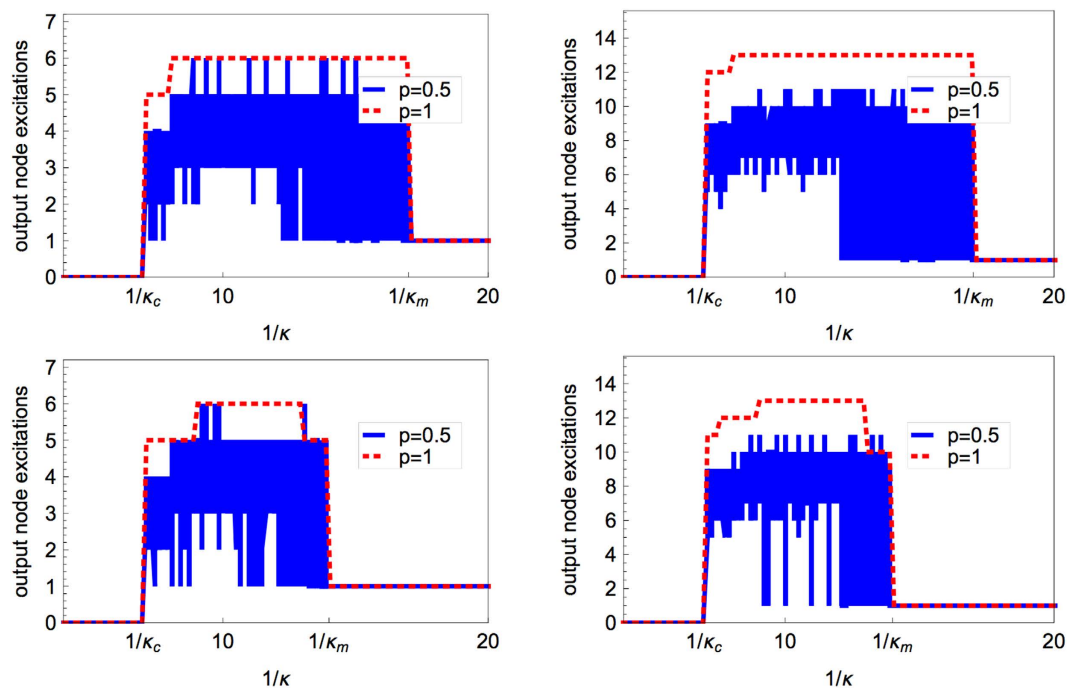 output node excitations
7
6
5
4
3
2
1
0
p=0.5
p=1
1/κc 10 1/κm 20
1/κ
output node excitations
14
12
10
8
6
4
2
0
p=0.5
p=1
1/κc 10 1/κm 20
1/κ
output node excitations
7
6
5
4
3
2
1
0
p=0.5
p=1
1/κc 10 1/κm 20
1/κ
output node excitations
14
12
10
8
6
4
2
0
p=0.5
p=1
1/κc 10 1/κm 20
1/κ